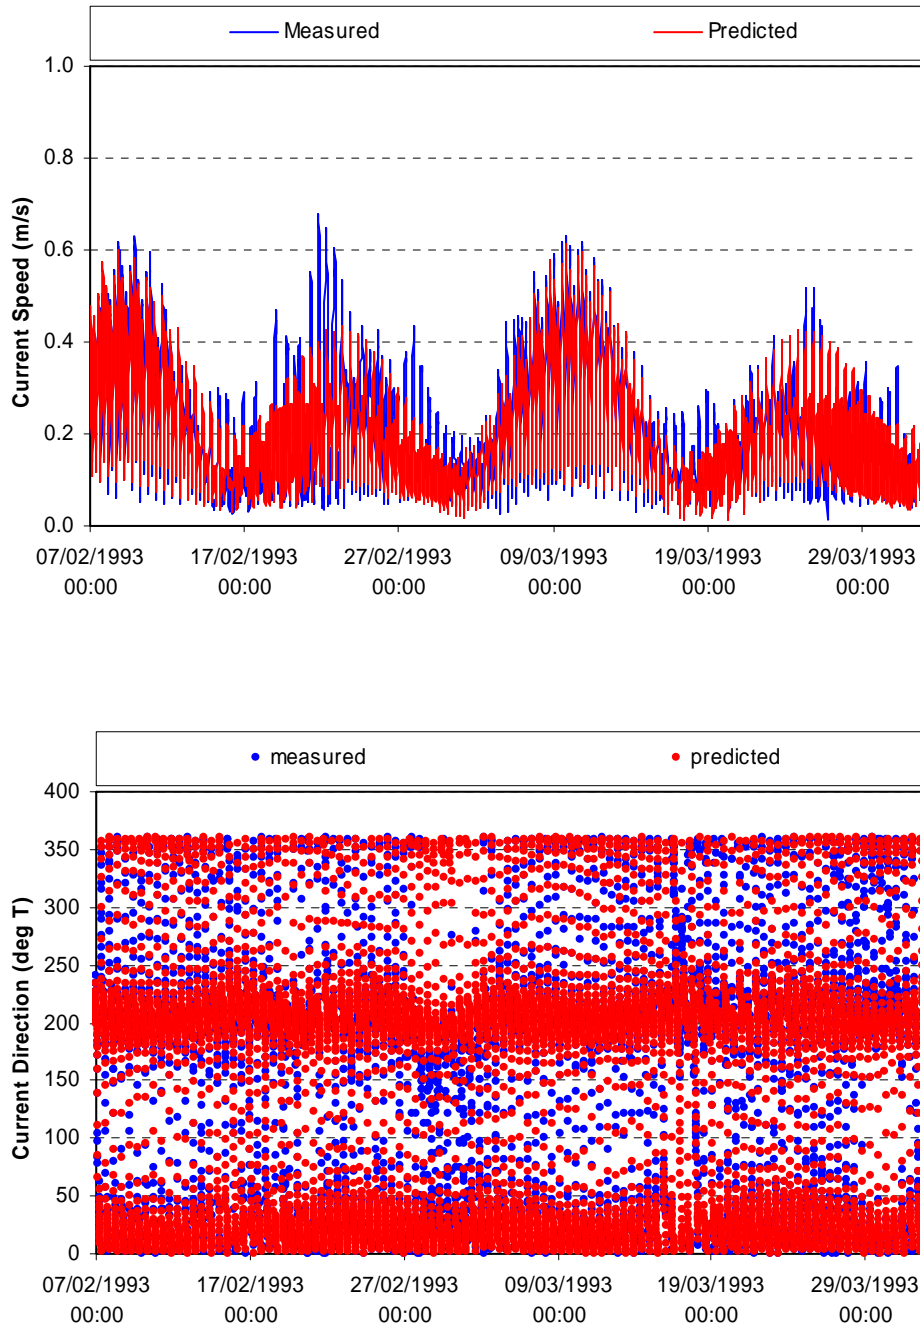 Measured Predicted
1.0
0.8
0.6
0.4
0.2
0.0
Current Speed (m/s)
07/02/1993 17/02/1993 27/02/1993 09/03/1993 19/03/1993 29/03/1993
00:00 00:00 00:00 00:00 00:00 00:00
measured predicted
400
350
300
250
200
150
100
50
0
Current Direction (deg T)
07/02/1993 17/02/1993 27/02/1993 09/03/1993 19/03/1993 29/03/1993
00:00 00:00 00:00 00:00 00:00 00:00